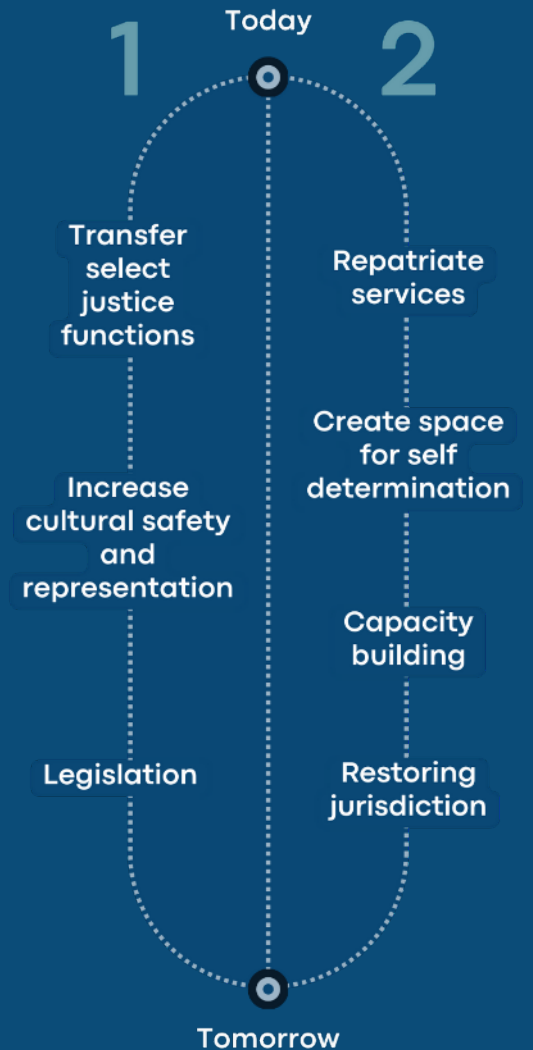 Today
1
2
Transfer
select
justice
functions
Increase
cultural safety
and
representation
Legislation
Repatriate
services
Create space
for self
determination
Capacity
building
Restoring
jurisdiction
Tomorrow